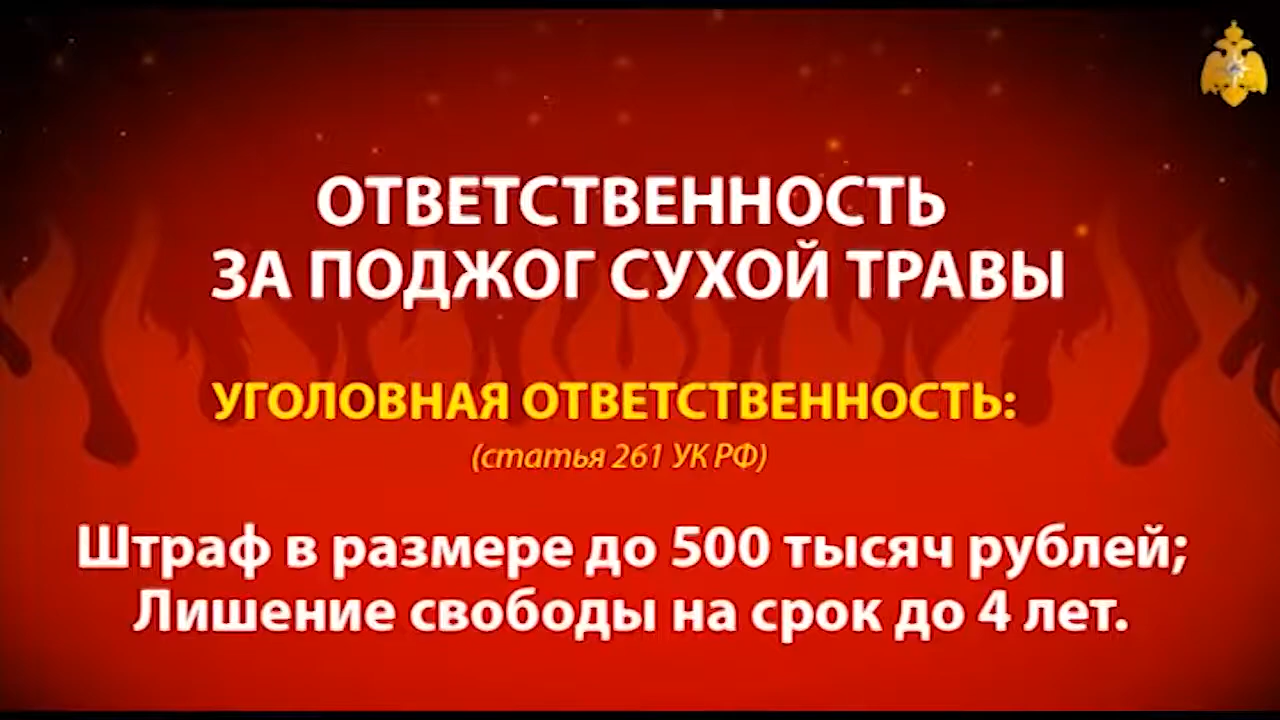 ОТВЕТСТВЕННОСТЬ
ЗА ПОДЖОГ СУХОЙ ТРАВЫ
УГОЛОВНАЯ ОТВЕТСТВЕННОСТЬ:
(статья 261 УК РФ)
Штраф в размере до 500 тысяч рублей;
Лишение свободы на срок до 4 лет.